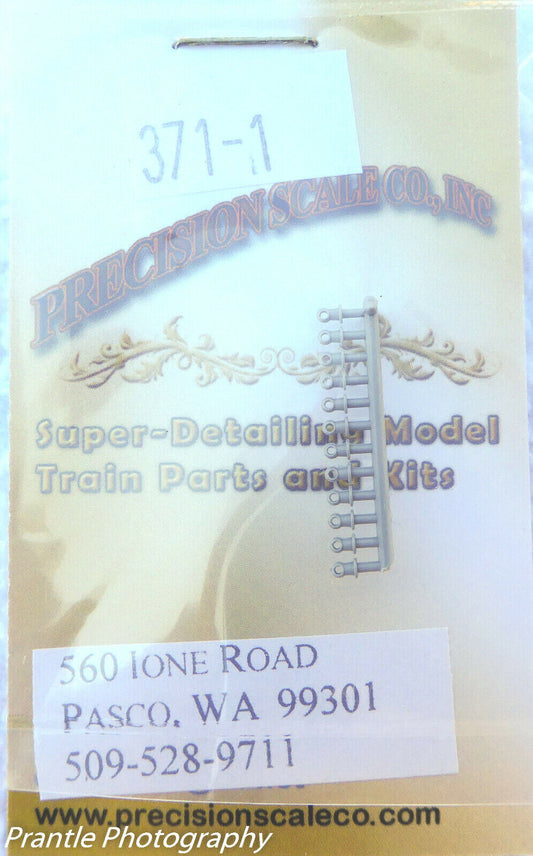 371-1
PRECISION SCALE CO., INC
Super-Detailing Model
Train Parts and Kits
560 IONE ROAD
PASCO, WA 99301
509-528-9711
www.precisionscaleco.com
Prantle Photography